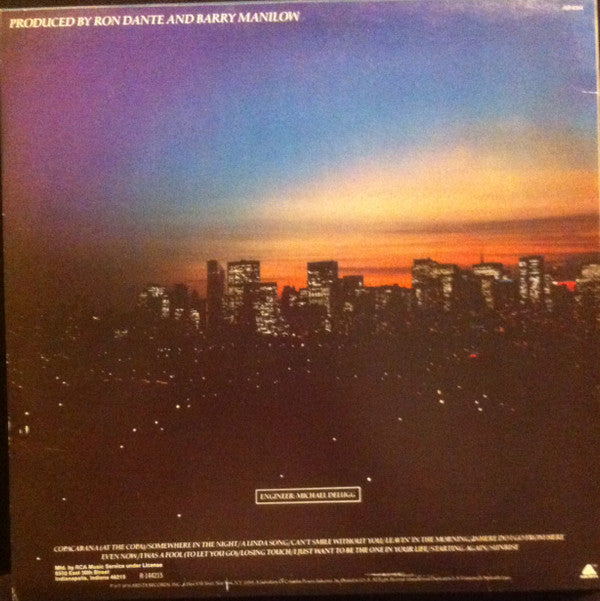 PRODUCED BY RON DANTE AND BARRY MANILOW
ENGINEER: MICHAEL DELUGG
COPACABANA (AT THE COPA)/SOMEWHERE IN THE NIGHT/A LINDA SONG/CAN'T SMILE WITHOUT YOU/LEAVIN' IN THE MORNING/WHERE DO I GO FROM HERE
EVEN NOW/I WAS A FOOL (TO LET YOU GO)/LOSING TOUCH/I JUST WANT TO BE THE ONE IN YOUR LIFE/STARTING AGAIN/SUNRISE
Mfd. by RCA Music Service under License
6550 East 30th Street
Indianapolis, Indiana 46219
R 144215